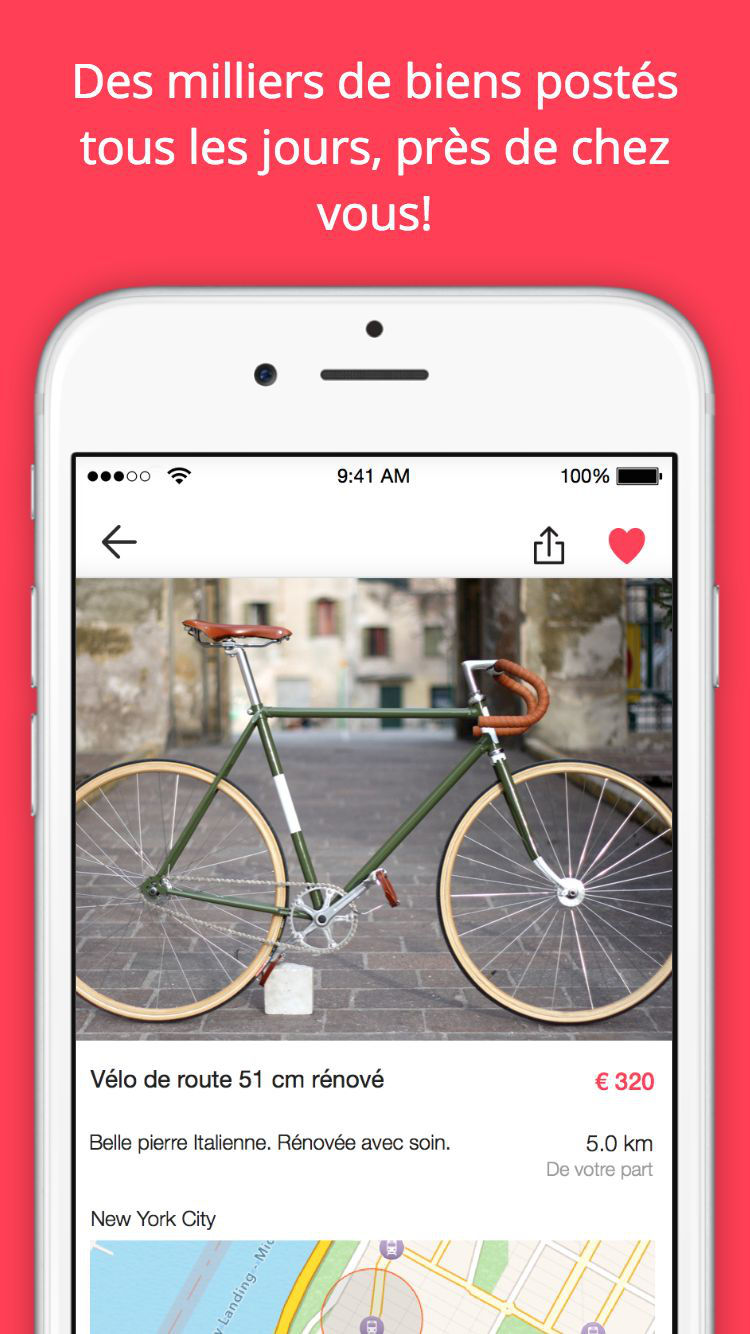 Des milliers de biens postés
tous les jours, près de chez
vous!
9:41 AM
100%
Vélo de route 51 cm rénové
€ 320
Belle pierre Italienne. Rénovée avec soin.
5.0 km
De votre part
New York City
Landing - Mid